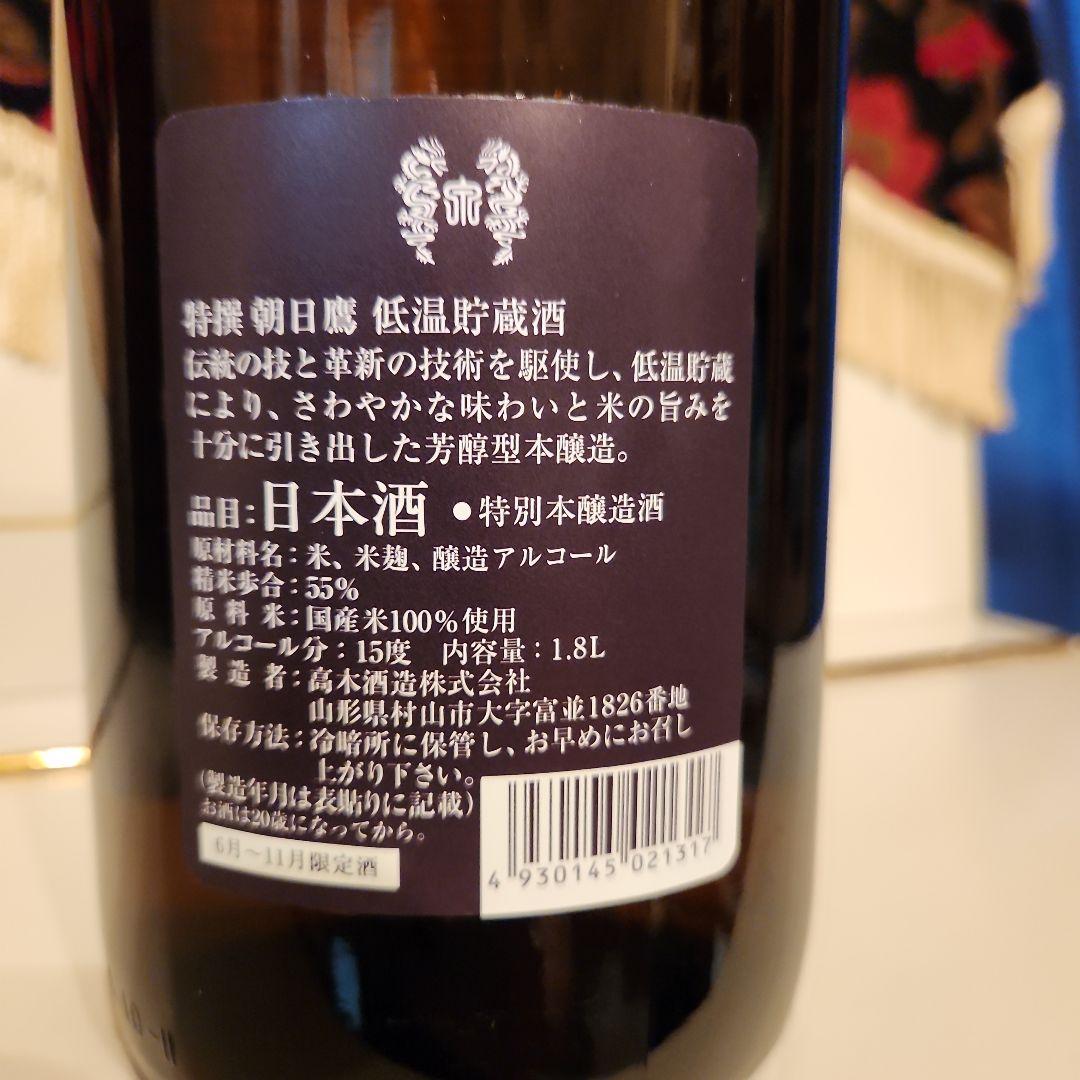 特撰 朝日鷹 低温貯蔵酒
伝統の技と革新の技術を駆使し、低温貯蔵
により、さわやかな味わいと米の旨みを
十分に引き出した芳醇型本醸造。
品目:日本酒 ●特別本醸造酒
原材料名:米、米麹、醸造アルコール
精米歩合:55%
原料米:国産米100%使用
アルコール分:15度 内容量:1.8L
製造者:高木酒造株式会社
山形県村山市大字富並1826番地
保存方法:冷暗所に保管し、お早めにお召し
上がり下さい。
(製造年月は表貼りに記載)
お酒は20歳になってから。
6月〜11月限定酒
4 930145 021317